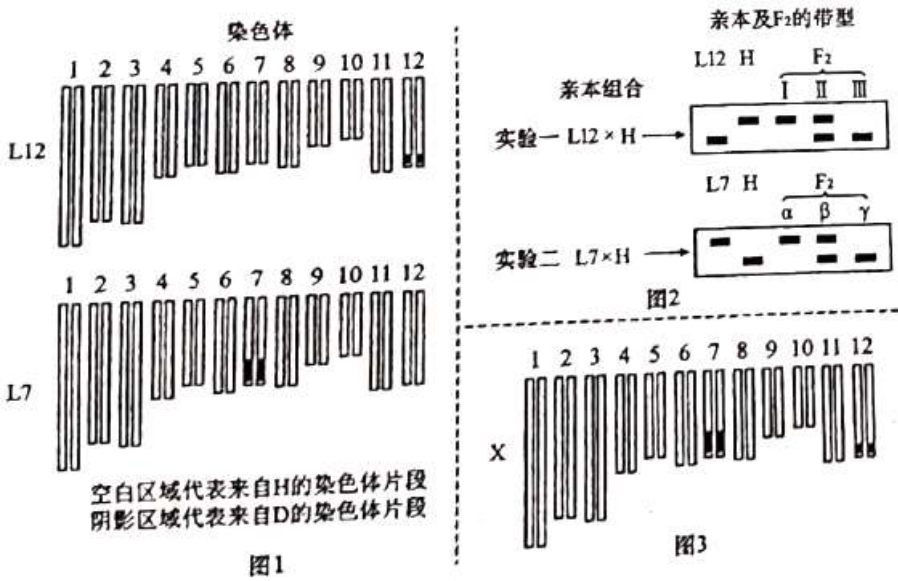 染色体
1 2 3 4 5 6 7 8 9 10 11 12
L12
1 2 3 4 5 6 7 8 9 10 11 12
L7
空白区域代表来自H的染色体片段
阴影区域代表来自D的染色体片段
图1
亲本及F₂的带型
L12 H F₂
亲本组合 I II III
实验一 L12×H
L7 H F₂
α β γ
实验二 L7×H
图2
1 2 3 4 5 6 7 8 9 10 11 12
X
图3